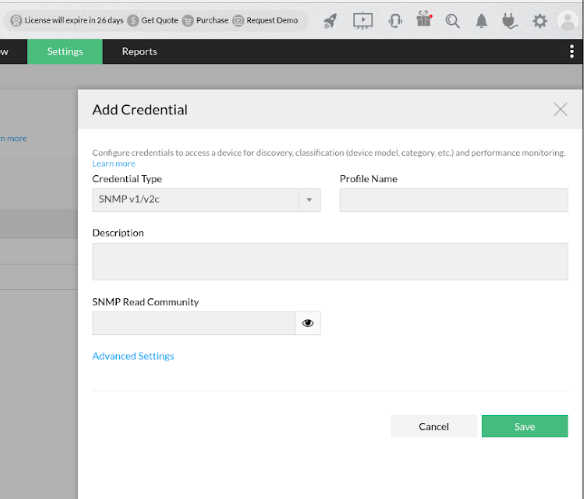 License will expire in 26 days Get Quote Purchase Request Demo
Settings Reports
Add Credential
Configure credentials to access a device for discovery, classification (device model, category, etc.) and performance monitoring.
Learn more
Credential Type Profile Name
SNMP v1/v2c
Description
SNMP Read Community
Advanced Settings
Cancel Save